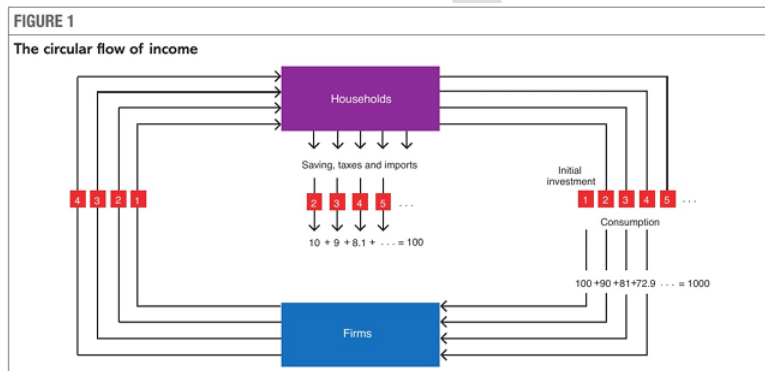 FIGURE 1
The circular flow of income
Households
Saving, taxes and imports
Initial
investment
4 3 2 1
2 3 4 5 . . .
1 2 3 4 5 . . .
Consumption
10 + 9 + 8.1 + . . . = 100
100 +90 +81+72.9 . . . = 1000
Firms